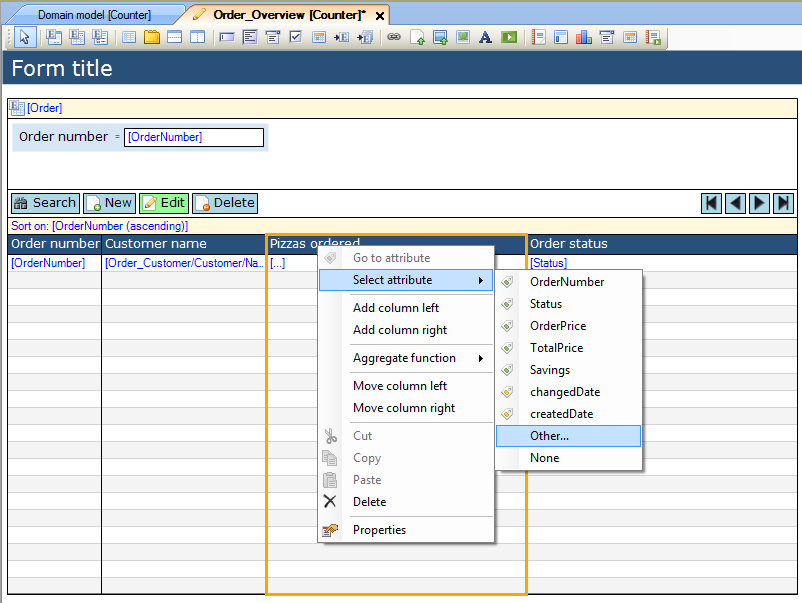 Domain model [Counter]
Order_Overview [Counter]*
Form title
[Order]
Order number = [OrderNumber]
Search New Edit Delete
Sort on: [OrderNumber (ascending)]
Order number Customer name Pizzas ordered Order status
[OrderNumber] [Order_Customer/Customer/Na... [...] [Status]
Go to attribute
Select attribute
Add column left
Add column right
Aggregate function
Move column left
Move column right
Cut
Copy
Paste
Delete
Properties
OrderNumber
Status
OrderPrice
TotalPrice
Savings
changedDate
createdDate
Other...
None